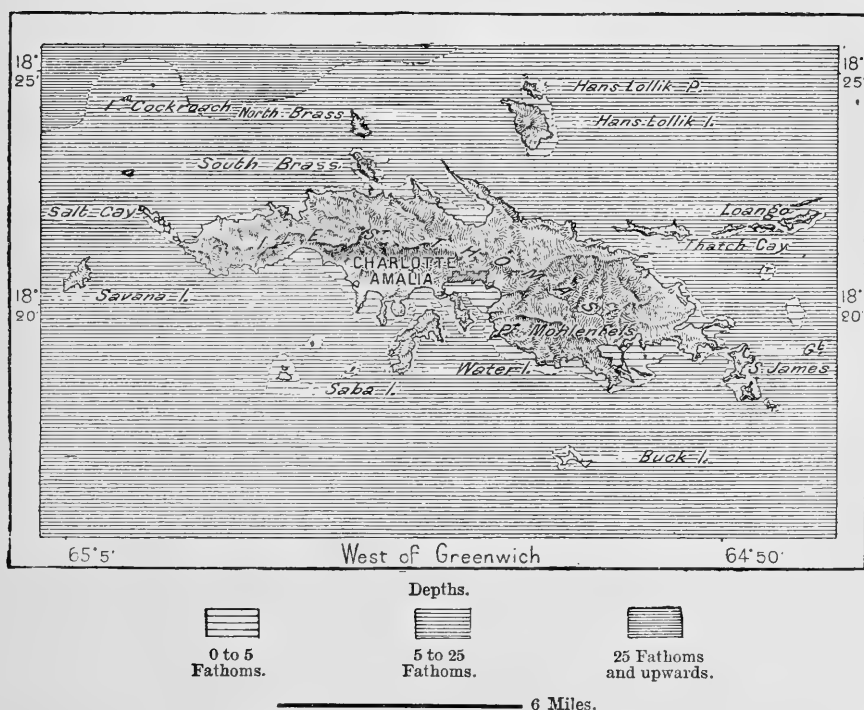 18°
25'
18°
25'
Hans-Lollik-P.
Cockroach
North-Brass
Hans-Lollik I.
South-Brass
Salt-Cay
Loango
Thatch-Cay
I. ST THOMAS
CHARLOTTE
AMALIA
Savana I.
18°
20'
18°
20'
Pt. Mohlenfels
Gt.
S. James
Water-I.
Saba I.
Buck I.
65°5'
West of Greenwich
64°50'
Depths.
0 to 5
Fathoms.
5 to 25
Fathoms.
25 Fathoms
and upwards.
6 Miles.